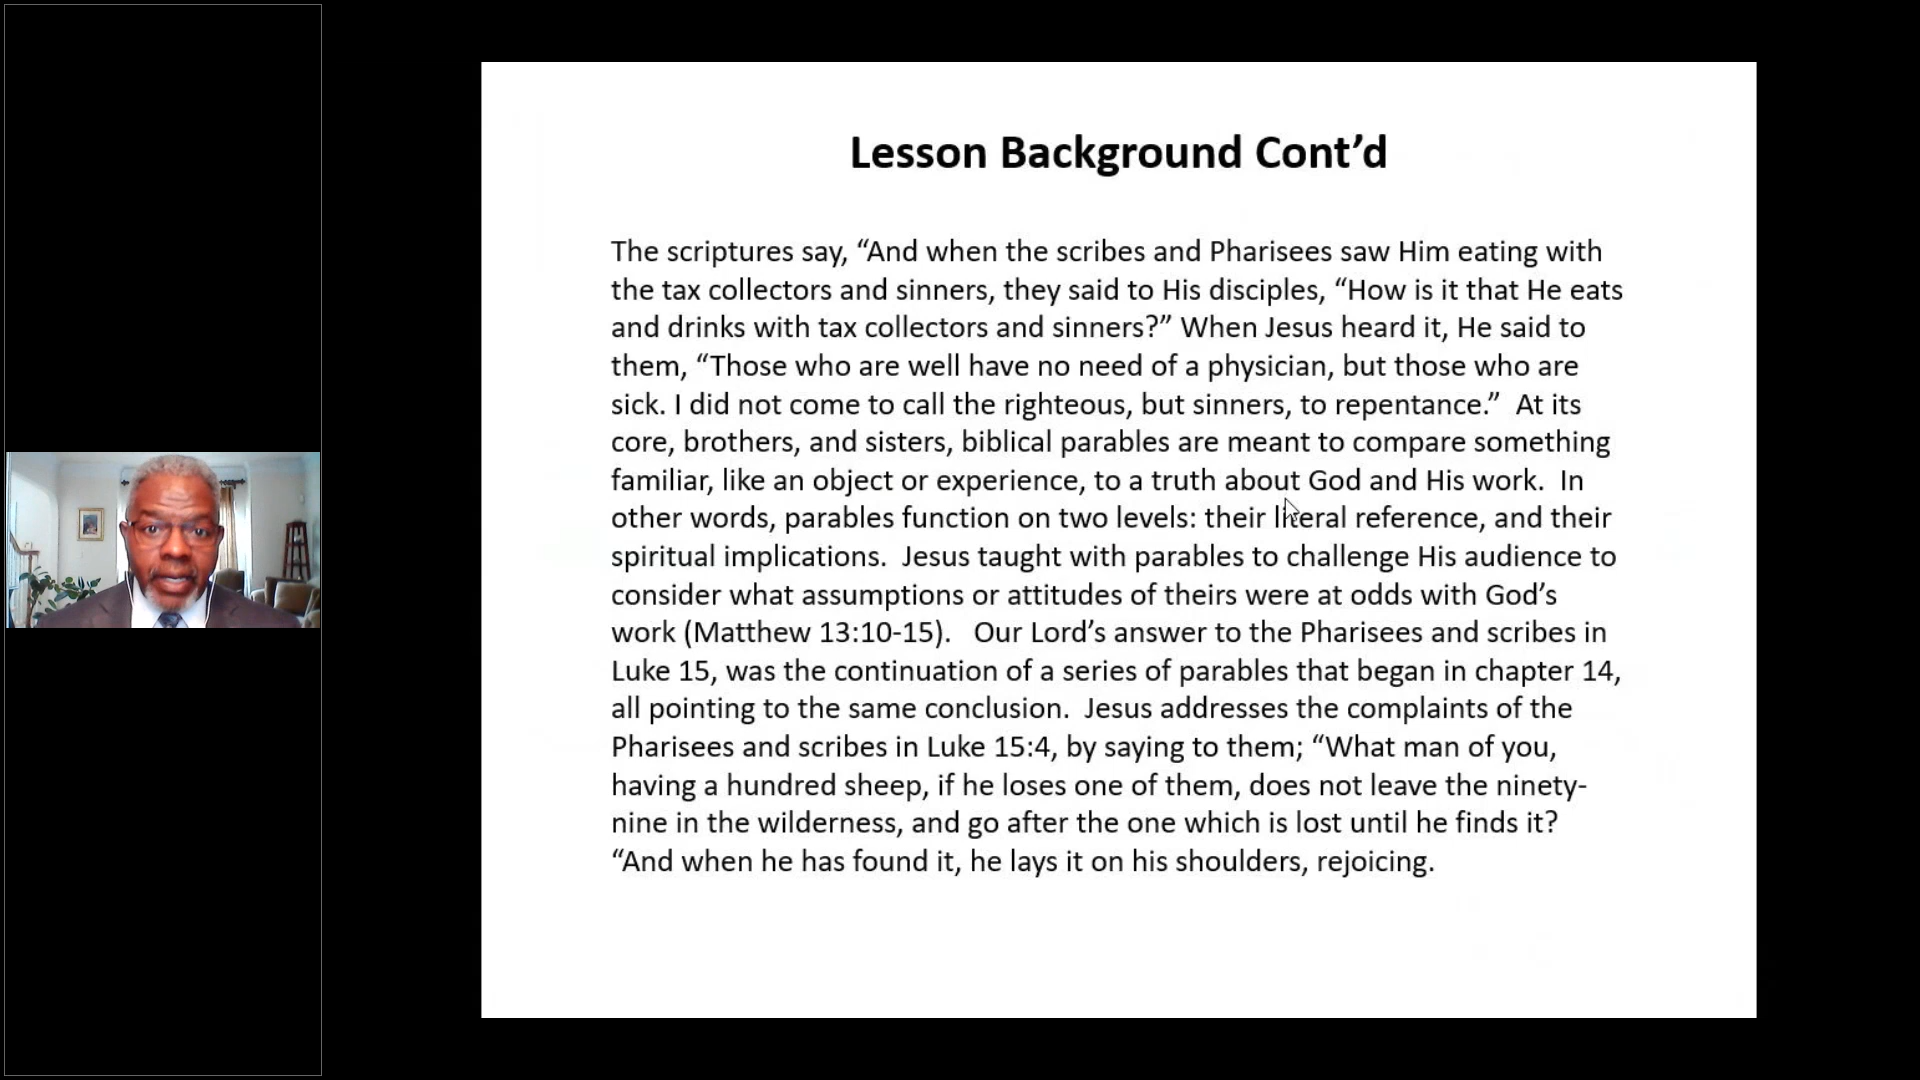 Lesson Background Cont’d
The scriptures say, “And when the scribes and Pharisees saw Him eating with
the tax collectors and sinners, they said to His disciples, “How is it that He eats
and drinks with tax collectors and sinners?” When Jesus heard it, He said to
them, “Those who are well have no need of a physician, but those who are
sick. I did not come to call the righteous, but sinners, to repentance.”  At its
core, brothers, and sisters, biblical parables are meant to compare something
familiar, like an object or experience, to a truth about God and His work.  In
other words, parables function on two levels: their literal reference, and their
spiritual implications.  Jesus taught with parables to challenge His audience to
consider what assumptions or attitudes of theirs were at odds with God’s
work (Matthew 13:10-15).   Our Lord’s answer to the Pharisees and scribes in
Luke 15, was the continuation of a series of parables that began in chapter 14,
all pointing to the same conclusion.  Jesus addresses the complaints of the
Pharisees and scribes in Luke 15:4, by saying to them; “What man of you,
having a hundred sheep, if he loses one of them, does not leave the ninety-
nine in the wilderness, and go after the one which is lost until he finds it?
“And when he has found it, he lays it on his shoulders, rejoicing.